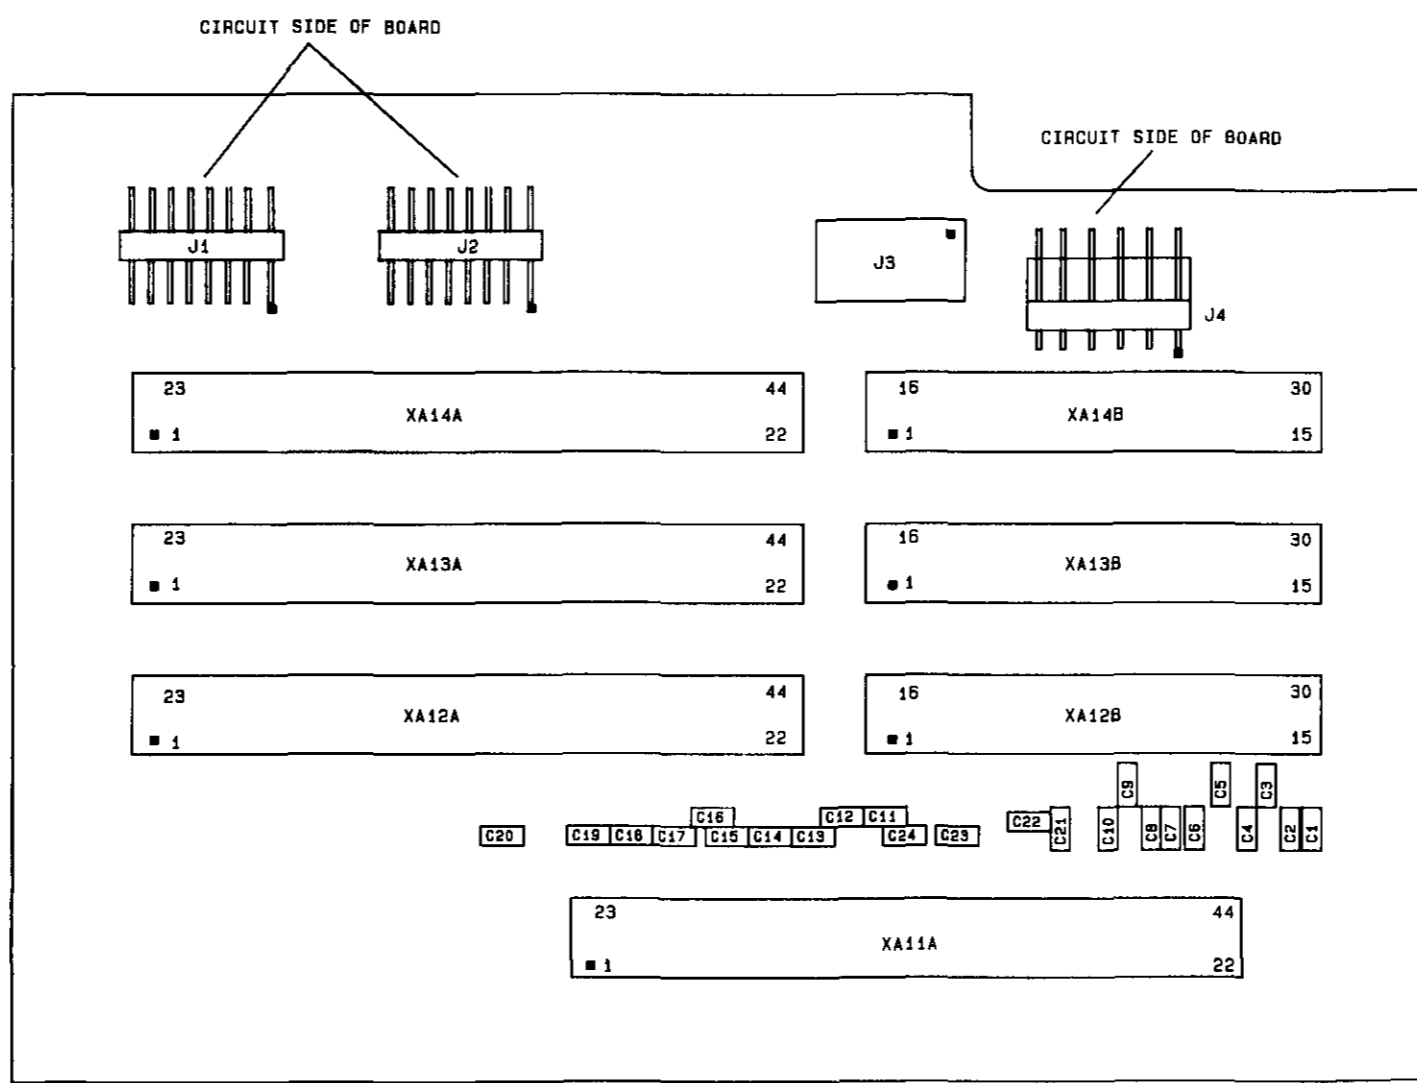 CIRCUIT SIDE OF BOARD
CIRCUIT SIDE OF BOARD
J1
J2
J3
J4
23 44
XA14A
1 22
16 30
XA14B
1 15
23 44
XA13A
1 22
16 30
XA13B
1 15
23 44
XA12A
1 22
16 30
XA12B
1 15
C9 C5 C3
C16 C12 C11 C22 C21 C10 C8 C7 C6 C4 C2 C1
C20 C19 C18 C17 C15 C14 C13 C24 C23
23 44
XA11A
1 22